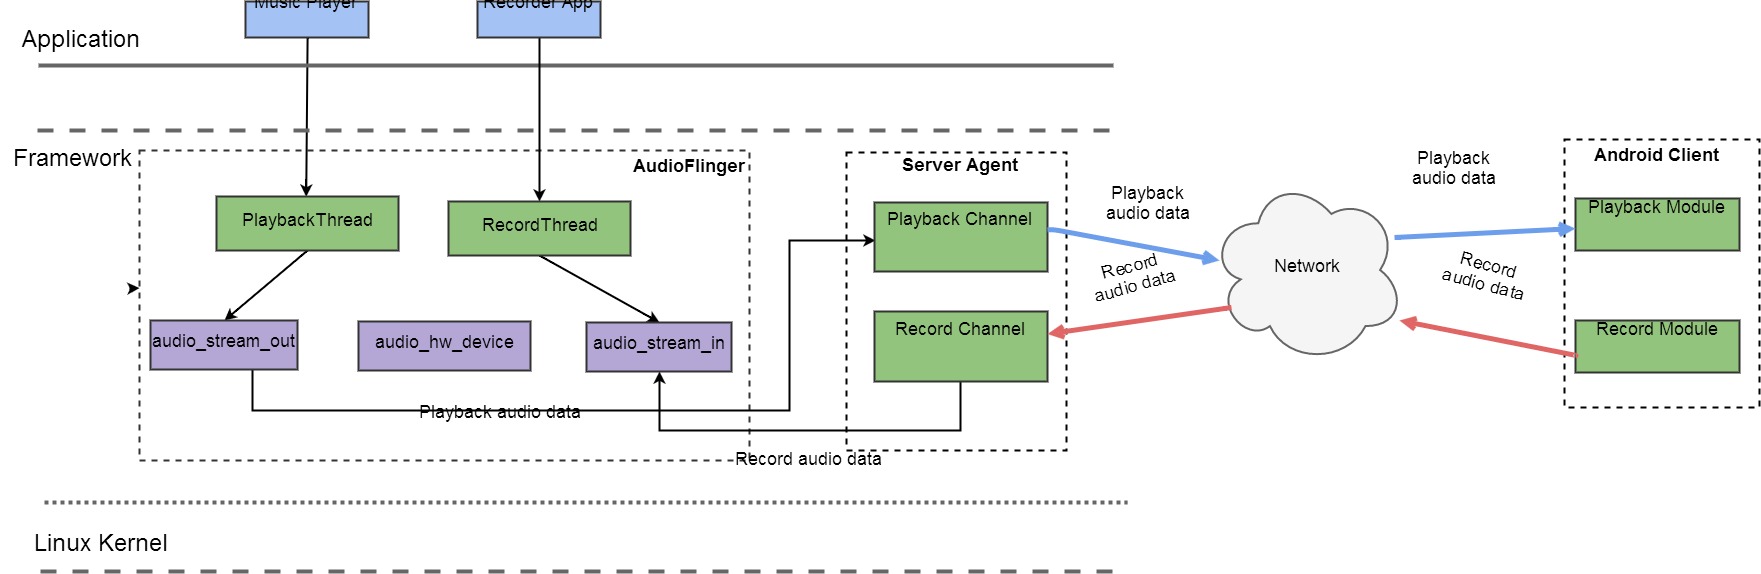 Music Player
Recorder App
Application
Framework
AudioFlinger
PlaybackThread
RecordThread
audio_stream_out
audio_hw_device
audio_stream_in
Playback audio data
Record audio data
Server Agent
Playback Channel
Record Channel
Playback
audio data
Record
audio data
Network
Playback
audio data
Record
audio data
Android Client
Playback Module
Record Module
Linux Kernel